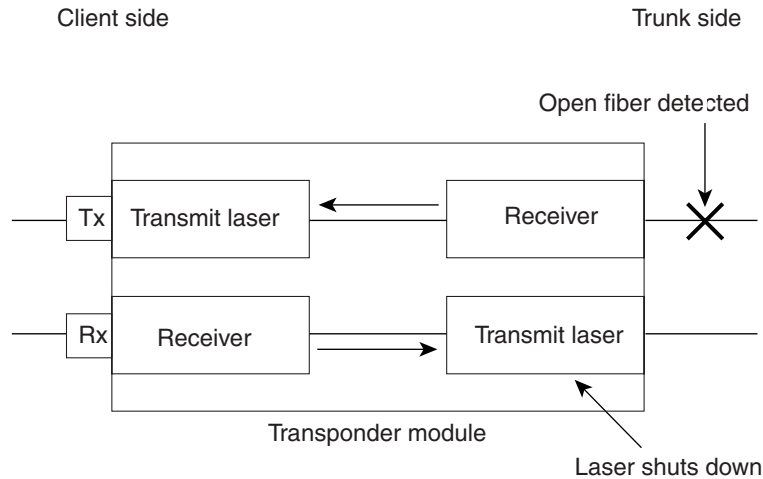 Client side
Trunk side
Open fiber detected
Tx
Transmit laser
Receiver
Rx
Receiver
Transmit laser
Transponder module
Laser shuts down